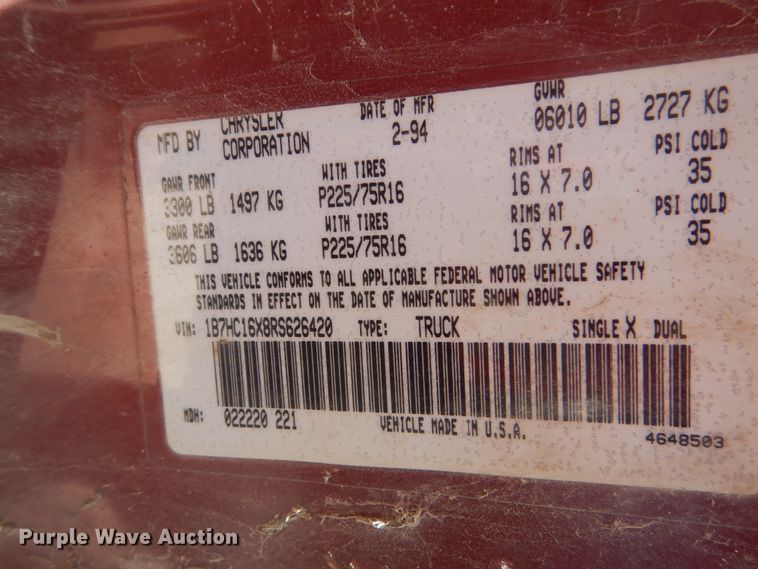 MFD BY CHRYSLER CORPORATION DATE OF MFR 2-94 GVWR 06010 LB 2727 KG
GAWR FRONT WITH TIRES RIMS AT PSI COLD
3300 LB 1497 KG P225/75R16 16 X 7.0 35
GAWR REAR WITH TIRES RIMS AT PSI COLD
3606 LB 1636 KG P225/75R16 16 X 7.0 35
THIS VEHICLE CONFORMS TO ALL APPLICABLE FEDERAL MOTOR VEHICLE SAFETY
STANDARDS IN EFFECT ON THE DATE OF MANUFACTURE SHOWN ABOVE.
VIN: 1B7HC16X8RS626420 TYPE: TRUCK SINGLE X DUAL
MDH: 022220 221 VEHICLE MADE IN U.S.A. 4648503
Purple Wave Auction